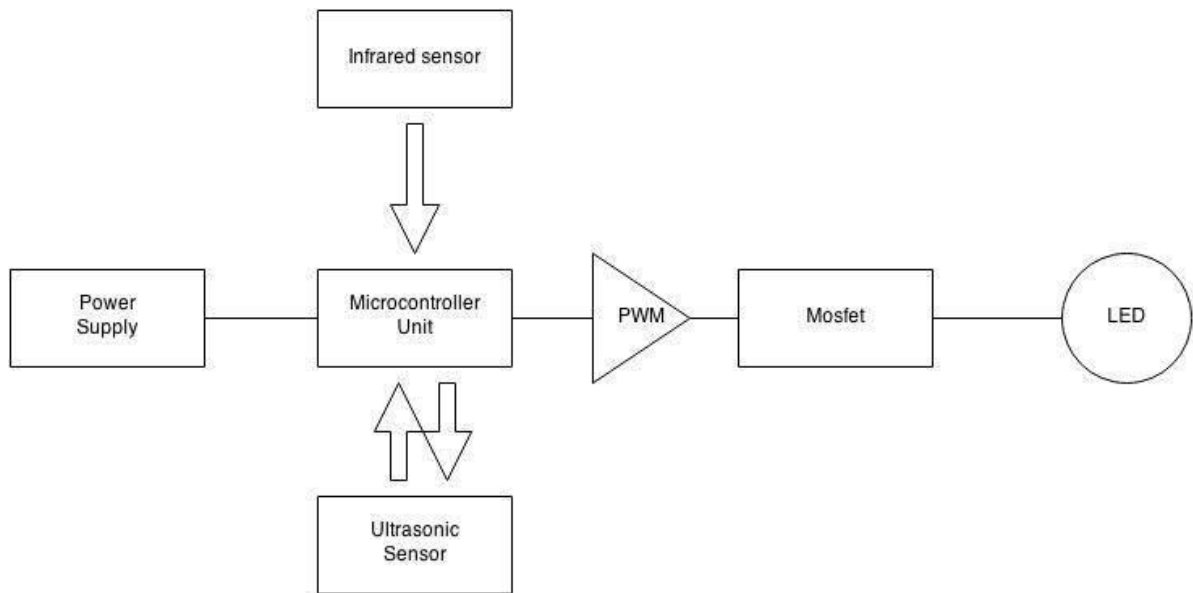 Infrared sensor
Power
Supply
Microcontroller
Unit
PWM
Mosfet
LED
Ultrasonic
Sensor